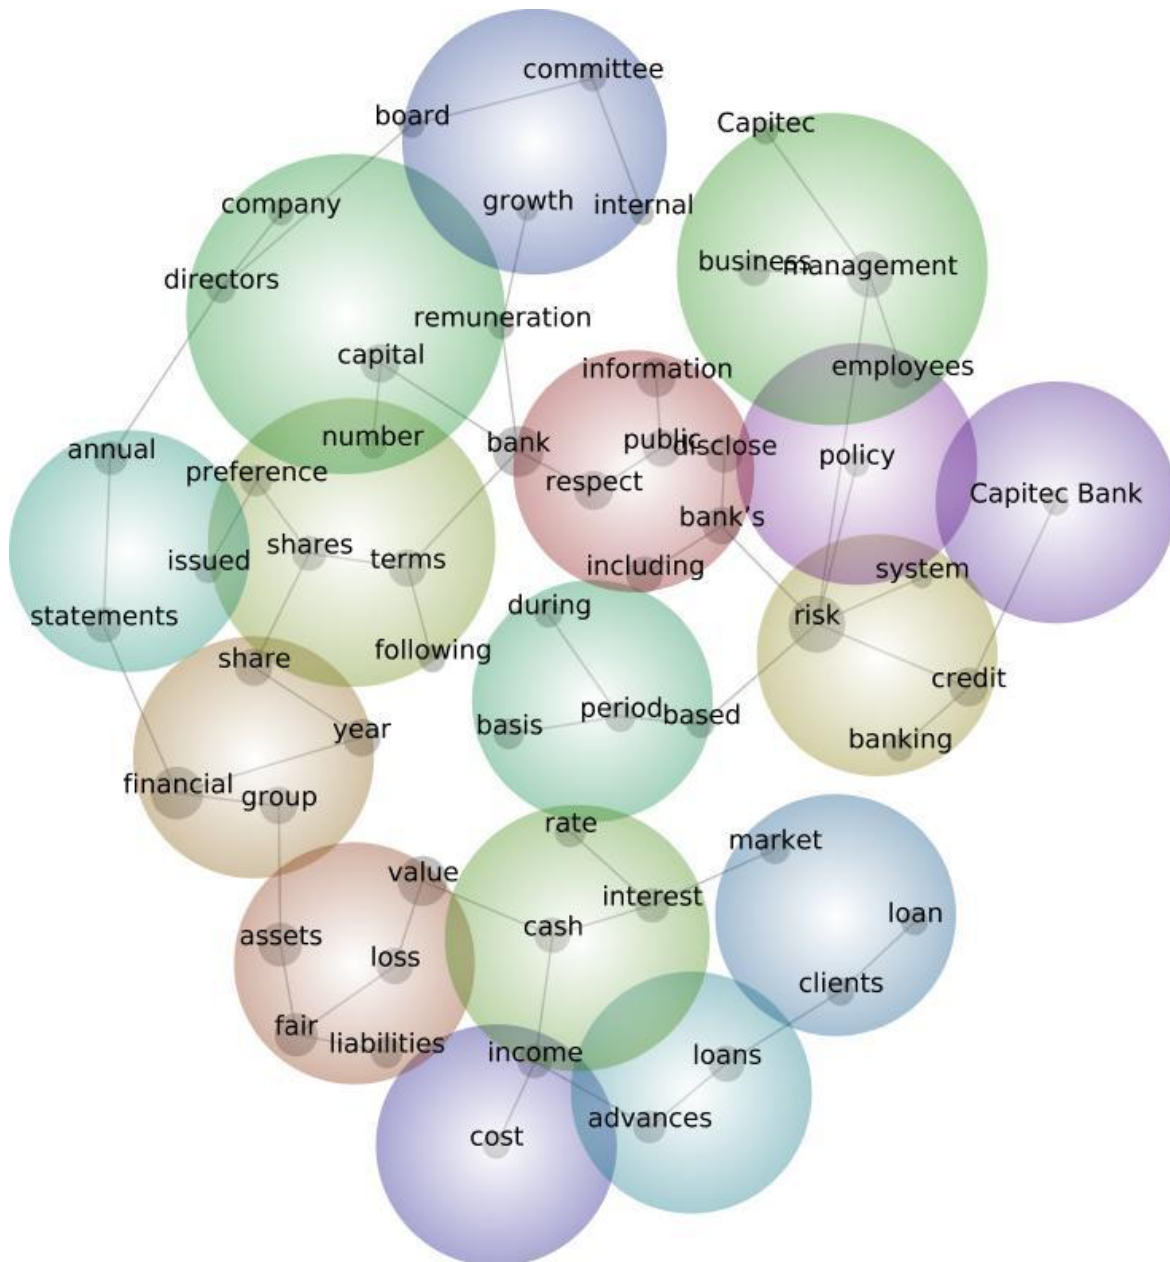 committee
board
Capitec
company
growth
internal
business
management
directors
remuneration
capital
information
employees
number
bank
public
disclose
annual
preference
policy
respect
Capitec Bank
bank's
shares
issued
terms
including
system
during
statements
risk
following
share
credit
period
based
basis
year
banking
financial
group
rate
market
value
interest
loan
cash
assets
loss
clients
fair
liabilities
income
loans
advances
cost